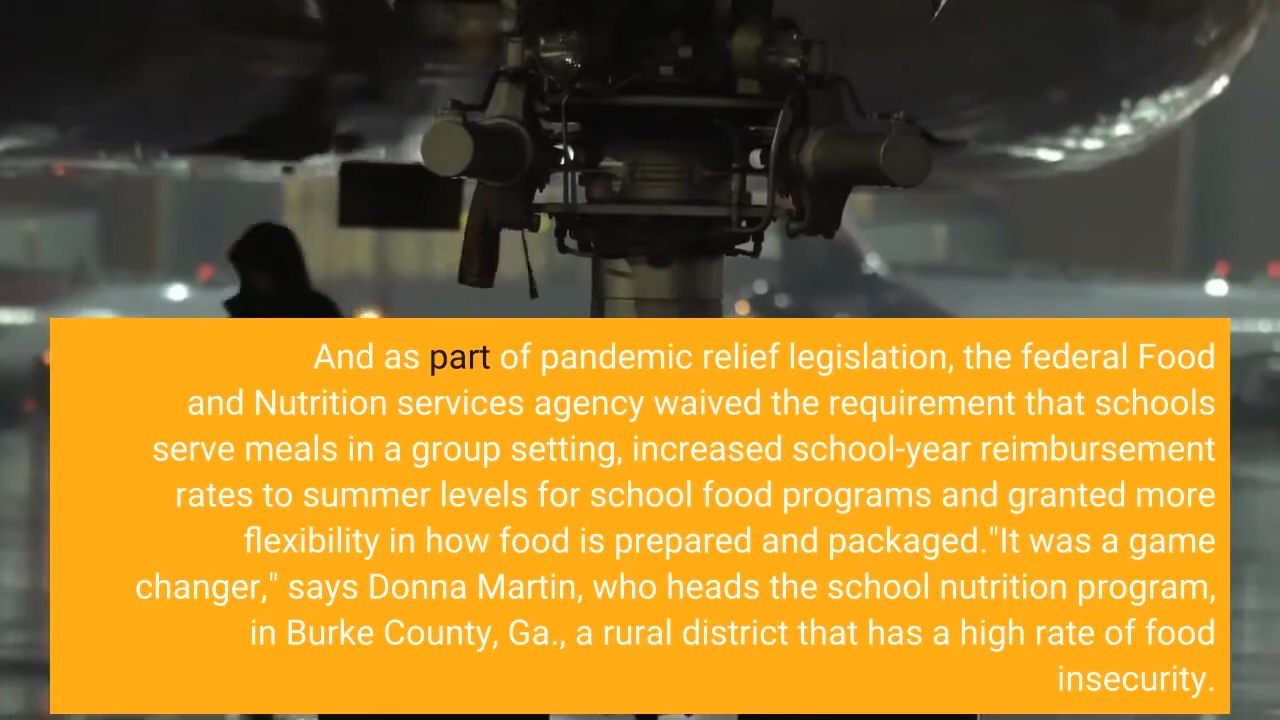 And as part of pandemic relief legislation, the federal Food
and Nutrition services agency waived the requirement that schools
serve meals in a group setting, increased school-year reimbursement
rates to summer levels for school food programs and granted more
flexibility in how food is prepared and packaged."It was a game
changer," says Donna Martin, who heads the school nutrition program,
in Burke County, Ga., a rural district that has a high rate of food
insecurity.